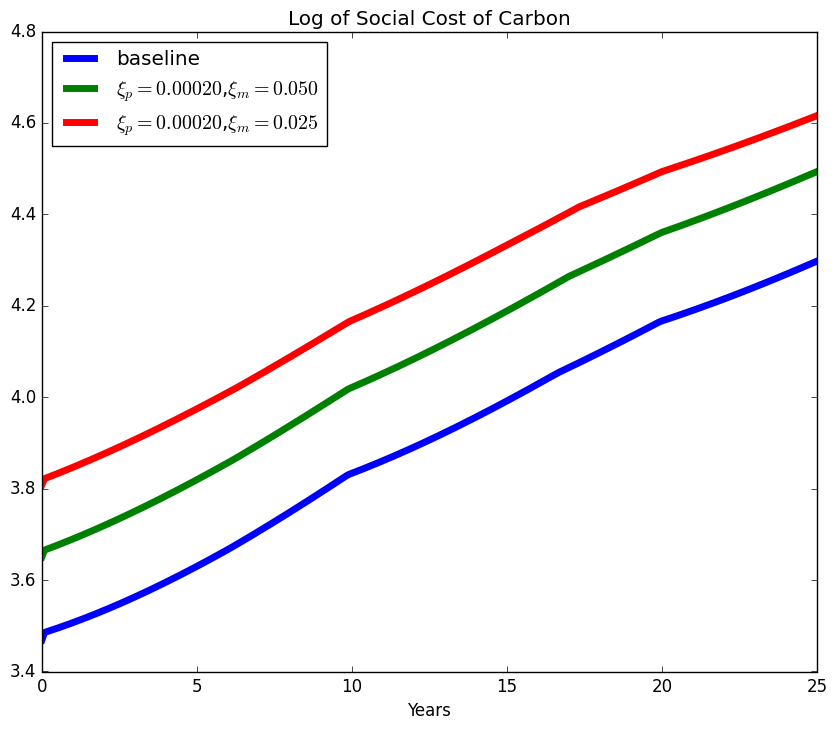 Log of Social Cost of Carbon
4.8
4.6
4.4
4.2
4.0
3.8
3.6
3.4
baseline
ξp = 0.00020,ξm = 0.050
ξp = 0.00020,ξm = 0.025
0 5 10 15 20 25
Years